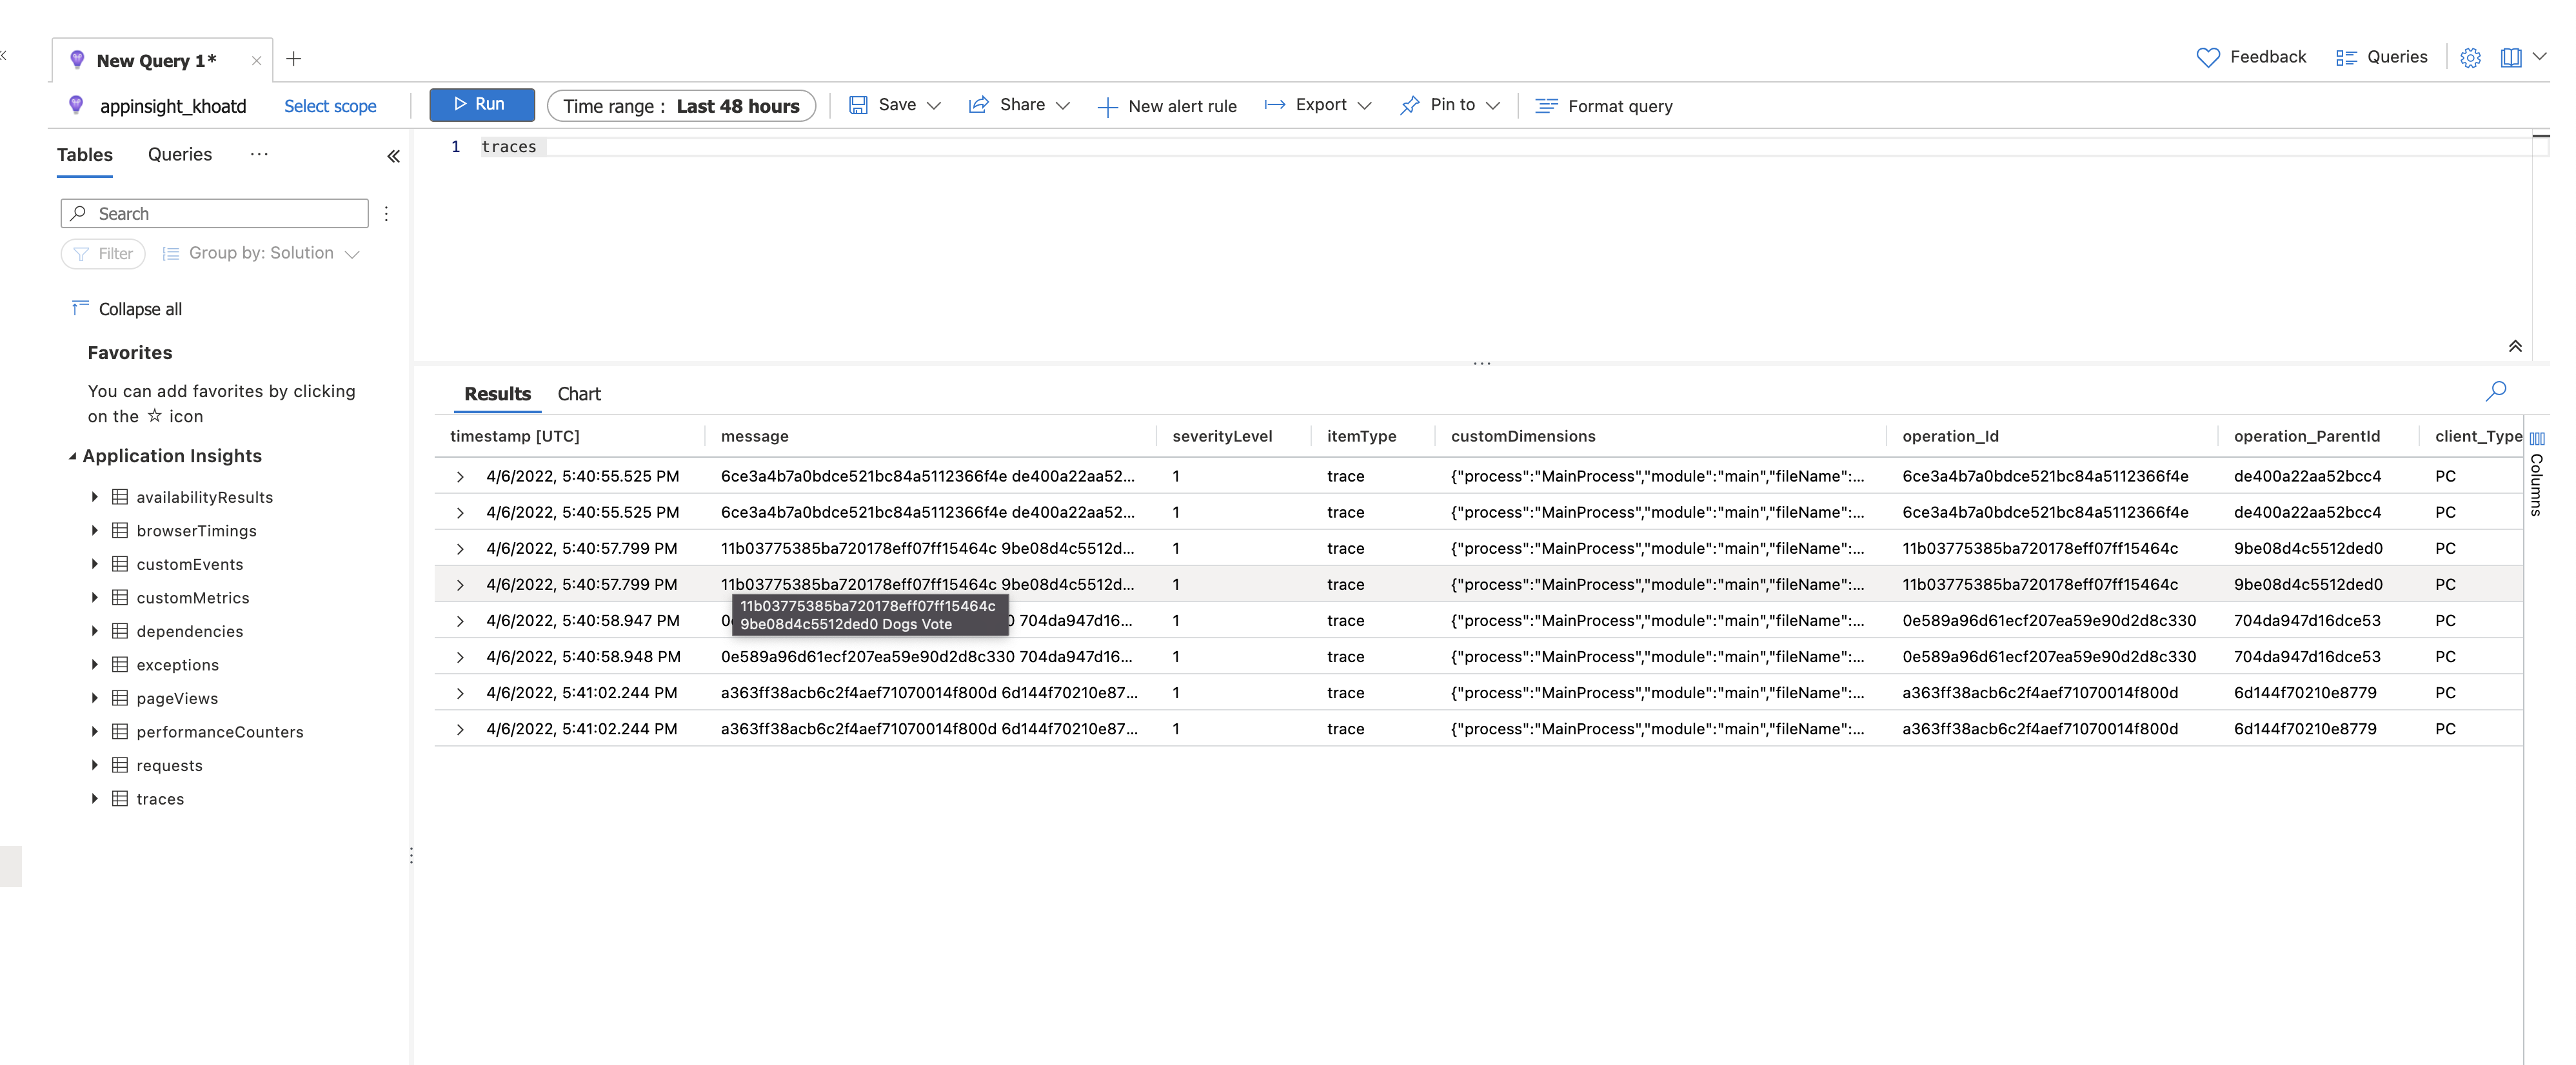 New Query 1*
Feedback
Queries
appinsight_khoatd
Select scope
Run
Time range : Last 48 hours
Save
Share
New alert rule
Export
Pin to
Format query
Tables
Queries
...
Search
Filter
Group by: Solution
Collapse all
Favorites
You can add favorites by clicking
on the ☆ icon
Application Insights
availabilityResults
browserTimings
customEvents
customMetrics
dependencies
exceptions
pageViews
performanceCounters
requests
traces
1 traces
Results
Chart
timestamp [UTC] message severityLevel itemType customDimensions operation_Id operation_ParentId client_Type
4/6/2022, 5:40:55.525 PM 6ce3a4b7a0bdce521bc84a5112366f4e de400a22aa52... 1 trace {"process":"MainProcess","module":"main","fileName":... 6ce3a4b7a0bdce521bc84a5112366f4e de400a22aa52bcc4 PC
4/6/2022, 5:40:55.525 PM 6ce3a4b7a0bdce521bc84a5112366f4e de400a22aa52... 1 trace {"process":"MainProcess","module":"main","fileName":... 6ce3a4b7a0bdce521bc84a5112366f4e de400a22aa52bcc4 PC
4/6/2022, 5:40:57.799 PM 11b03775385ba720178eff07ff15464c 9be08d4c5512d... 1 trace {"process":"MainProcess","module":"main","fileName":... 11b03775385ba720178eff07ff15464c 9be08d4c5512ded0 PC
4/6/2022, 5:40:57.799 PM 11b03775385ba720178eff07ff15464c 9be08d4c5512d... 1 trace {"process":"MainProcess","module":"main","fileName":... 11b03775385ba720178eff07ff15464c 9be08d4c5512ded0 PC
11b03775385ba720178eff07ff15464c
9be08d4c5512ded0 Dogs Vote
4/6/2022, 5:40:58.947 PM 704da947d16... 1 trace {"process":"MainProcess","module":"main","fileName":... 0e589a96d61ecf207ea59e90d2d8c330 704da947d16dce53 PC
4/6/2022, 5:40:58.948 PM 0e589a96d61ecf207ea59e90d2d8c330 704da947d16... 1 trace {"process":"MainProcess","module":"main","fileName":... 0e589a96d61ecf207ea59e90d2d8c330 704da947d16dce53 PC
4/6/2022, 5:41:02.244 PM a363ff38acb6c2f4aef71070014f800d 6d144f70210e87... 1 trace {"process":"MainProcess","module":"main","fileName":... a363ff38acb6c2f4aef71070014f800d 6d144f70210e8779 PC
4/6/2022, 5:41:02.244 PM a363ff38acb6c2f4aef71070014f800d 6d144f70210e87... 1 trace {"process":"MainProcess","module":"main","fileName":... a363ff38acb6c2f4aef71070014f800d 6d144f70210e8779 PC
Columns